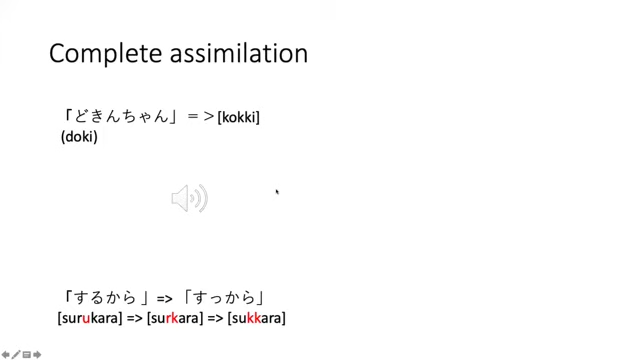 Complete assimilation
「どきんちゃん」＝＞[kokki]
(doki)
「するから 」=> 「すっから」
[surukara] => [surkara] => [sukkara]